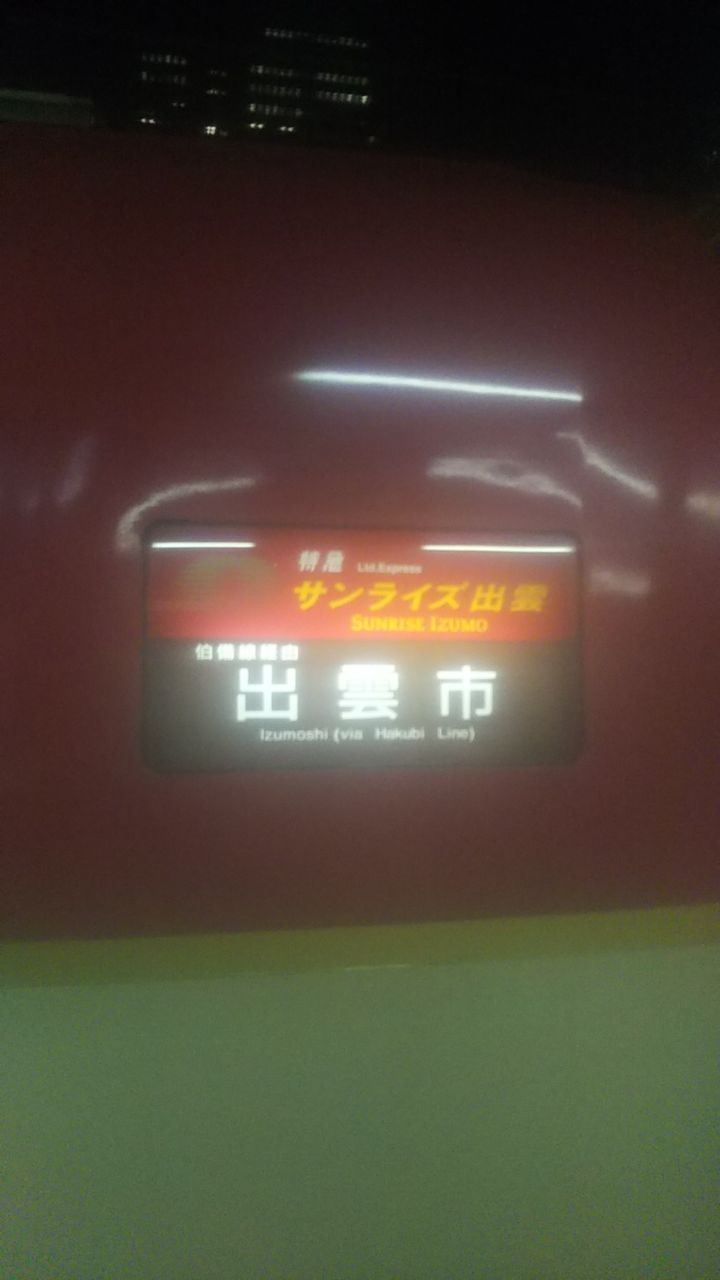 特急 Ltd.Express
サンライズ出雲
SUNRISE IZUMO
伯備線経由
出雲市
Izumoshi (via Hakubi Line)